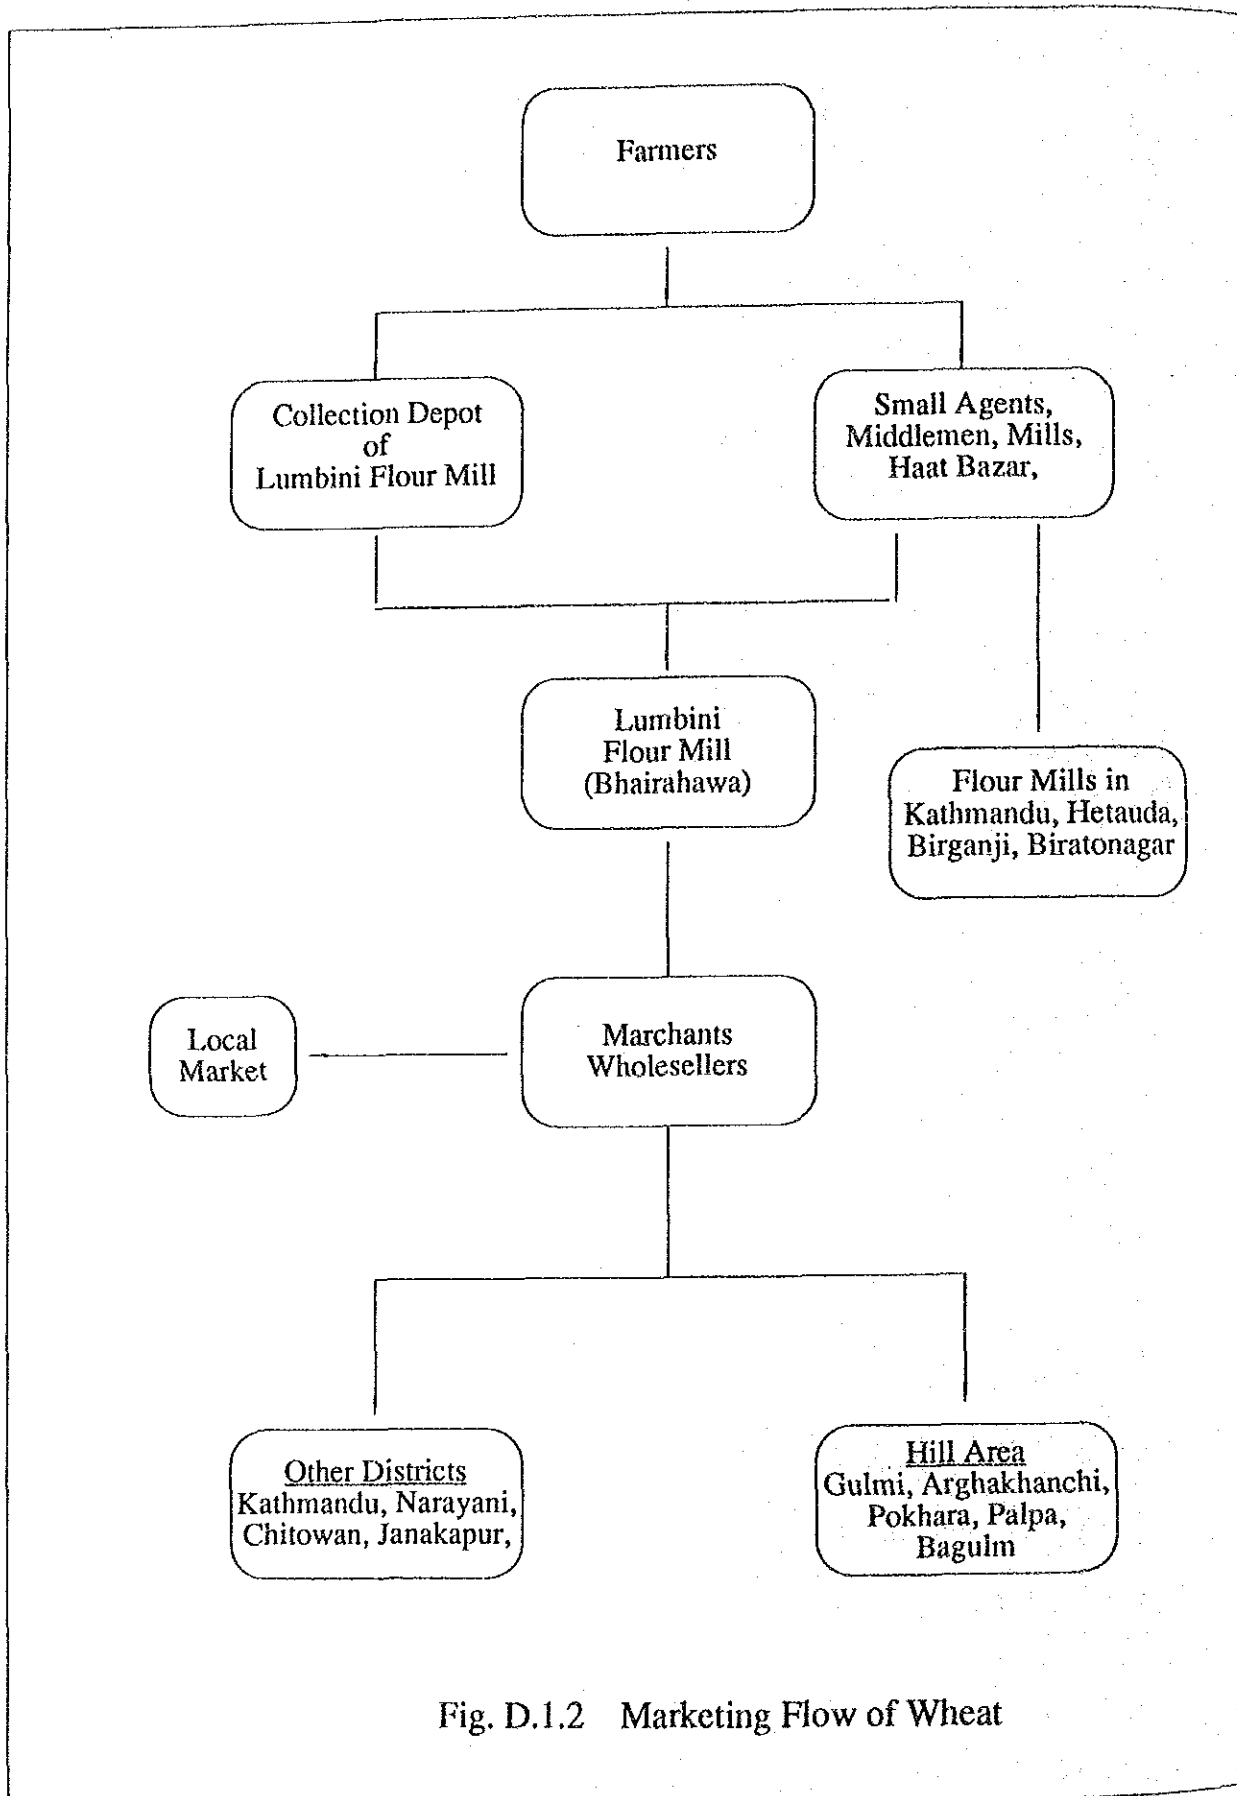 Farmers
Collection Depot
of
Lumbini Flour Mill
Small Agents,
Middlemen, Mills,
Haat Bazar,
Lumbini
Flour Mill
(Bhairahawa)
Flour Mills in
Kathmandu, Hetauda,
Birganji, Biratonagar
Local
Market
Marchants
Wholesellers
Other Districts
Kathmandu, Narayani,
Chitowan, Janakapur,
Hill Area
Gulmi, Arghakhanchi,
Pokhara, Palpa,
Bagulm
Fig. D.1.2 Marketing Flow of Wheat